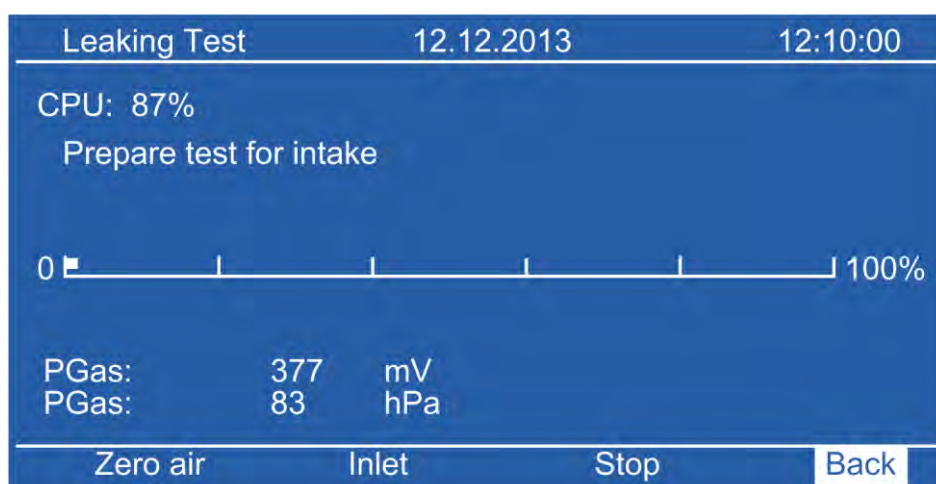 Leaking Test 12.12.2013 12:10:00
CPU: 87%
Prepare test for intake
0 100%
PGas: 377 mV
PGas: 83 hPa
Zero air Inlet Stop Back